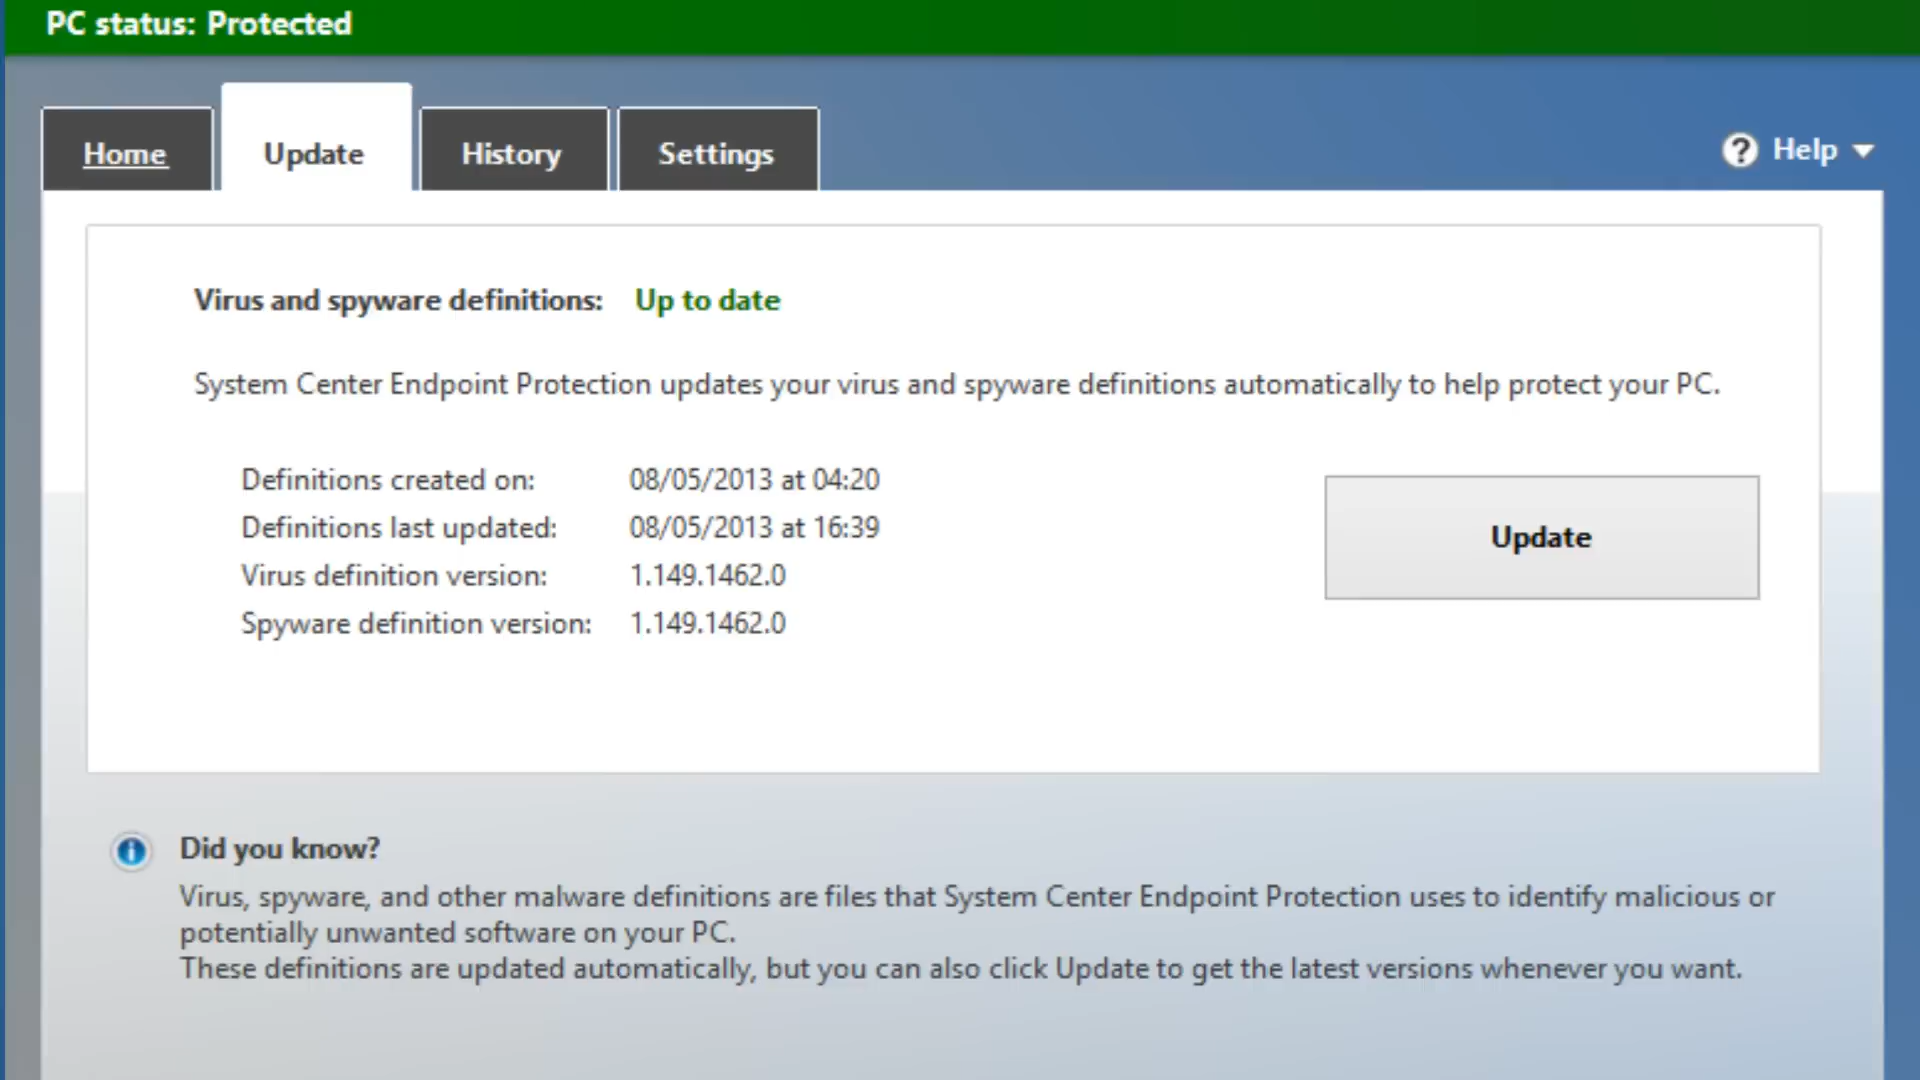 PC status: Protected
Home Update History Settings Help
Virus and spyware definitions: Up to date
System Center Endpoint Protection updates your virus and spyware definitions automatically to help protect your PC.
Definitions created on: 08/05/2013 at 04:20
Definitions last updated: 08/05/2013 at 16:39
Update
Virus definition version: 1.149.1462.0
Spyware definition version: 1.149.1462.0
Did you know?
Virus, spyware, and other malware definitions are files that System Center Endpoint Protection uses to identify malicious or
potentially unwanted software on your PC.
These definitions are updated automatically, but you can also click Update to get the latest versions whenever you want.